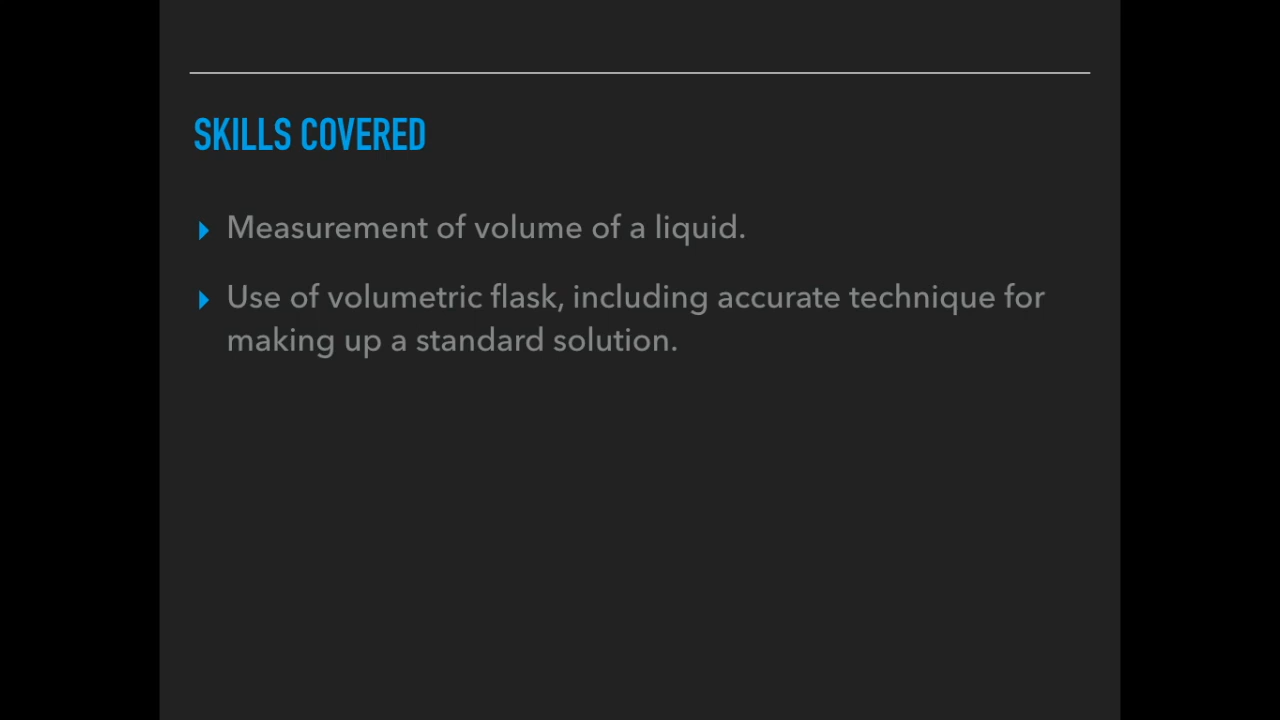 SKILLS COVERED
Measurement of volume of a liquid.
Use of volumetric flask, including accurate technique for
making up a standard solution.